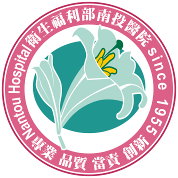 衛生福利部南投醫院
since 1955
Nantou Hospital
專業 品質 當責 創新